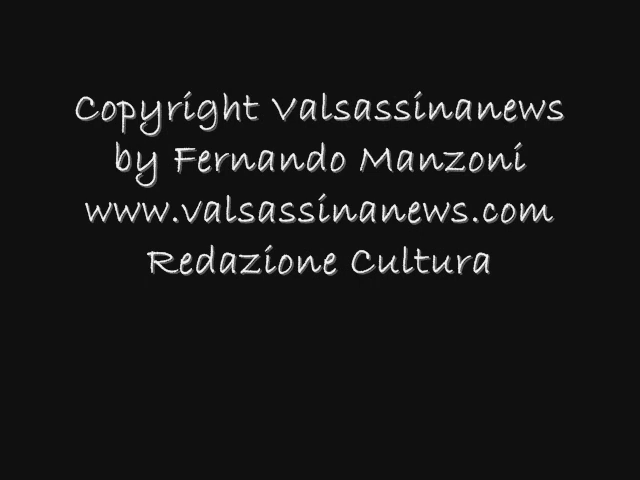 Copyright Valsassinanews
by Fernando Manzoni
www.valsassinanews.com
Redazione Cultura